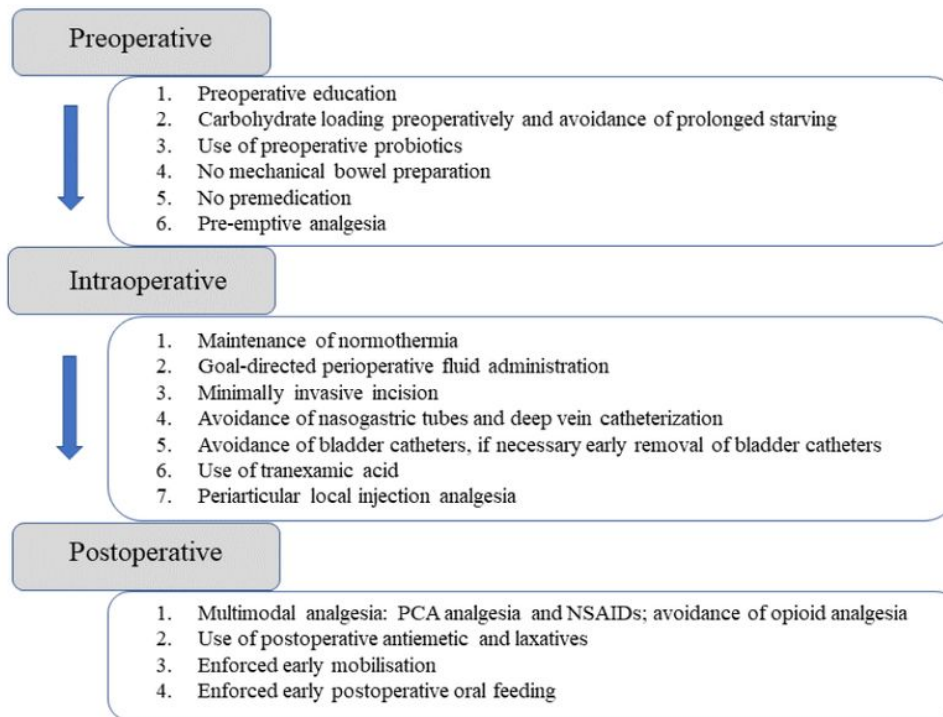 Preoperative
1. Preoperative education
2. Carbohydrate loading preoperatively and avoidance of prolonged starving
3. Use of preoperative probiotics
4. No mechanical bowel preparation
5. No premedication
6. Pre-emptive analgesia
Intraoperative
1. Maintenance of normothermia
2. Goal-directed perioperative fluid administration
3. Minimally invasive incision
4. Avoidance of nasogastric tubes and deep vein catheterization
5. Avoidance of bladder catheters, if necessary early removal of bladder catheters
6. Use of tranexamic acid
7. Periarticular local injection analgesia
Postoperative
1. Multimodal analgesia: PCA analgesia and NSAIDs; avoidance of opioid analgesia
2. Use of postoperative antiemetic and laxatives
3. Enforced early mobilisation
4. Enforced early postoperative oral feeding